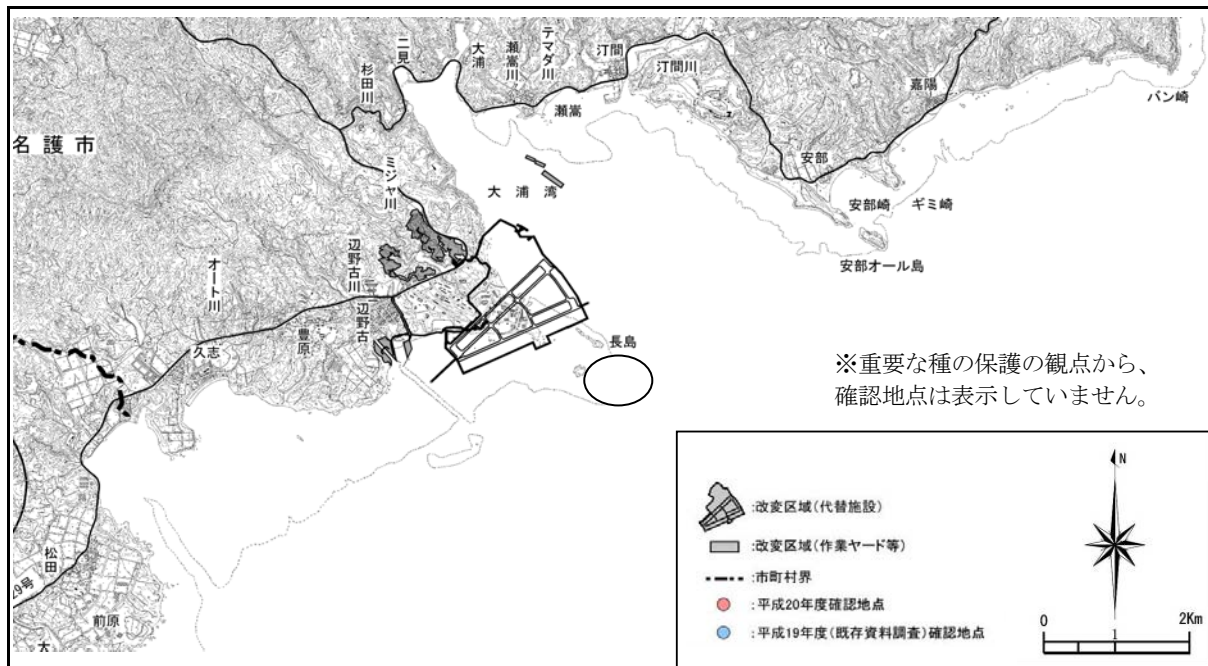 名護市
杉田川
二見
大浦
瀬嵩川
テマダ川
汀間
汀間川
瀬嵩
嘉陽
バン崎
安部
安部崎
ギミ崎
安部オール島
大浦湾
ミジャ川
辺野古川
辺野古
オート川
久志
豊原
長島
松田
前原
29号
※重要な種の保護の観点から、
確認地点は表示していません。
:改変区域(代替施設)
:改変区域(作業ヤード等)
:市町村界
:平成20年度確認地点
:平成19年度(既存資料調査)確認地点
N
0 1 2Km